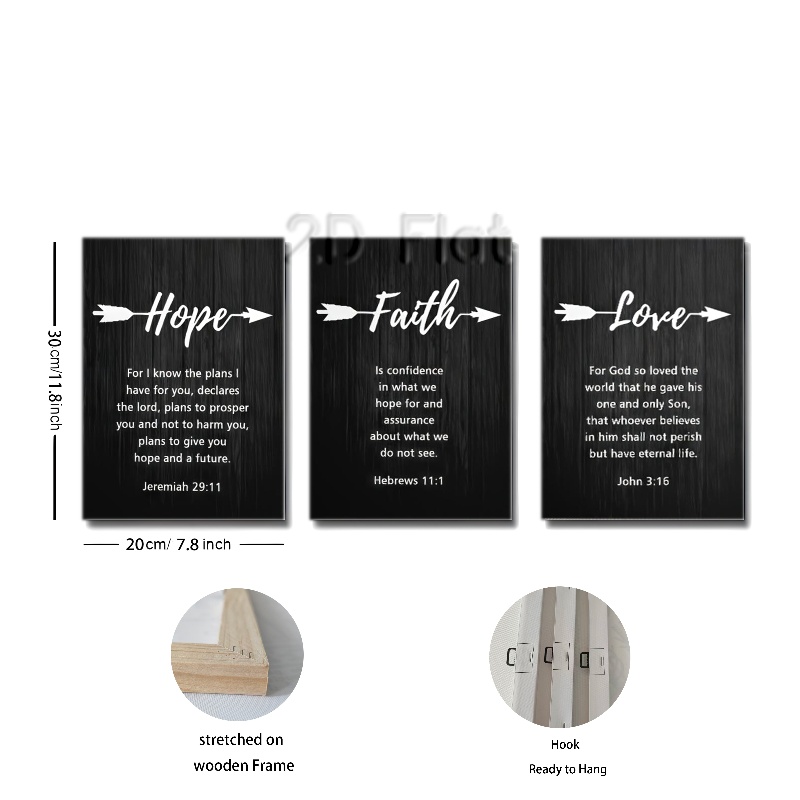 2D Flat
Hope
For I know the plans I
have for you, declares
the lord, plans to prosper
you and not to harm you,
plans to give you
hope and a future.
Jeremiah 29:11
Faith
Is confidence
in what we
hope for and
assurance
about what we
do not see.
Hebrews 11:1
Love
For God so loved the
world that he gave his
one and only Son,
that whoever believes
in him shall not perish
but have eternal life.
John 3:16
30cm/11.8inch
20cm/ 7.8 inch
stretched on
wooden Frame
Hook
Ready to Hang